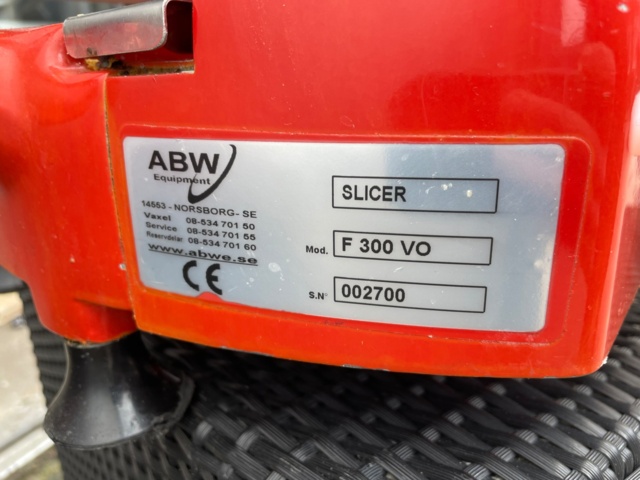 ABW
Equipment
14553 - NORSBORG- SE
Vaxel 08-534 701 50
Service 08-534 701 55
Reservdelar 08-534 701 60
www.abwe.se
CE
SLICER
Mod. F 300 VO
S.N° 002700